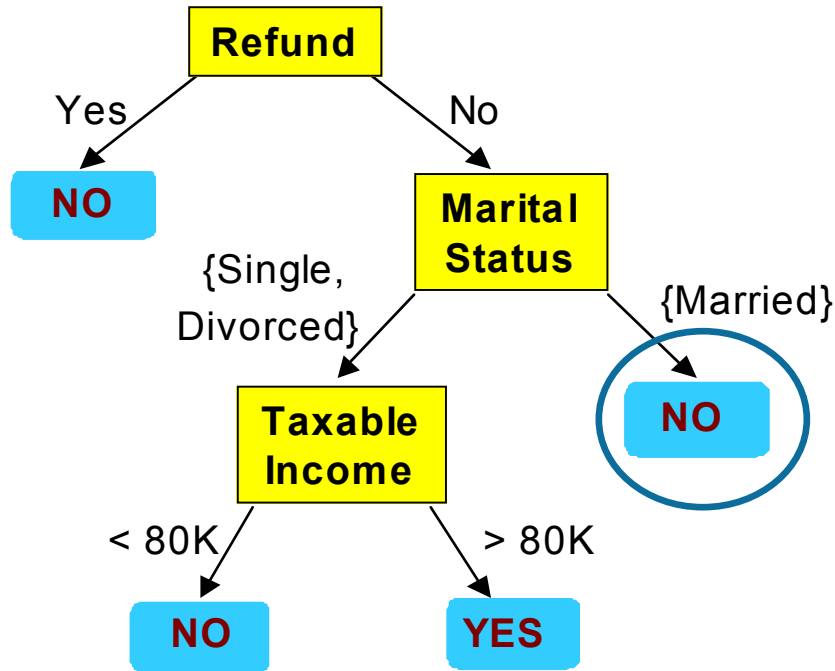 Refund
Yes
No
NO
Marital
Status
{Single,
Divorced}
{Married}
NO
Taxable
Income
< 80K
> 80K
NO
YES